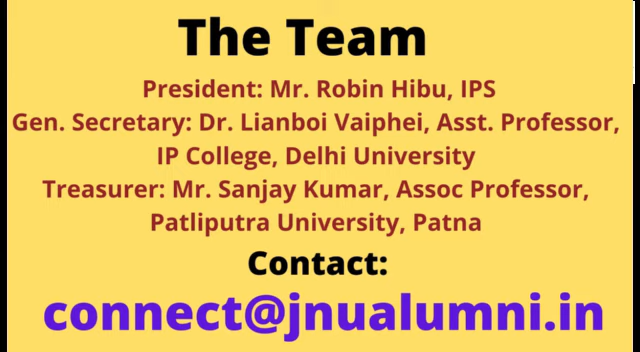 The Team
President: Mr. Robin Hibu, IPS
Gen. Secretary: Dr. Lianboi Vaiphei, Asst. Professor,
IP College, Delhi University
Treasurer: Mr. Sanjay Kumar, Assoc Professor,
Patliputra University, Patna
Contact:
connect@jnualumni.in